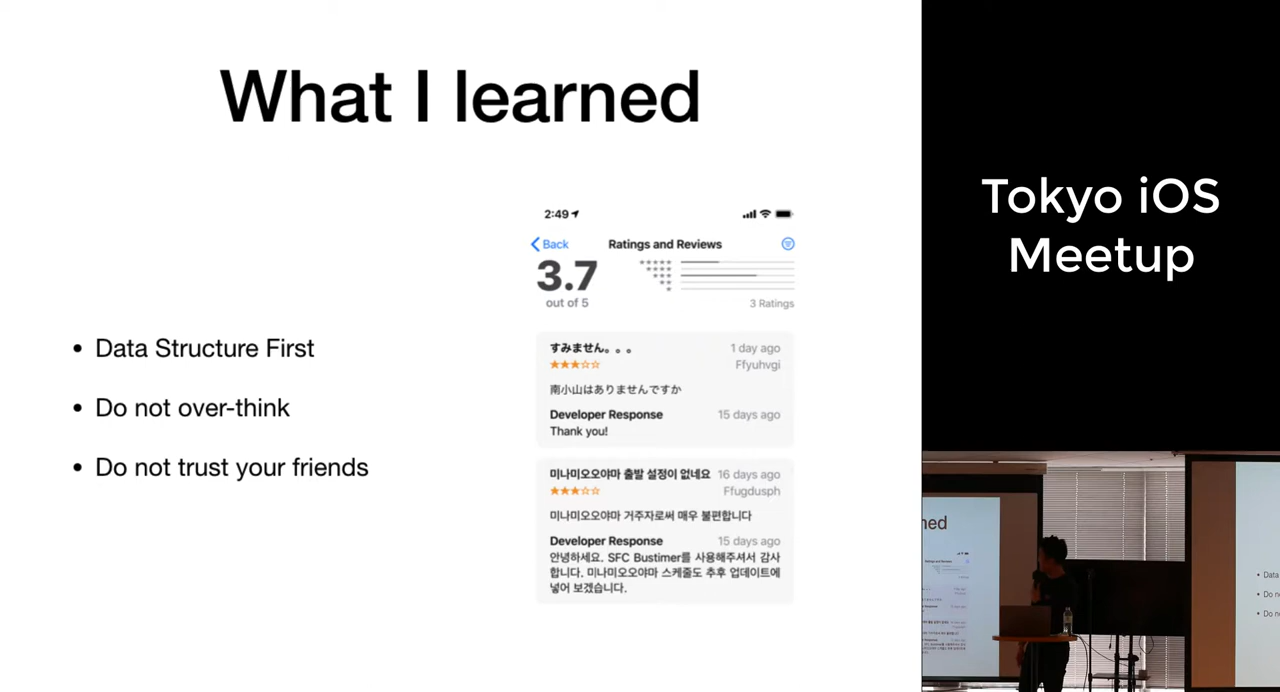 What I learned
• Data Structure First
• Do not over-think
• Do not trust your friends
2:49
Back
Ratings and Reviews
3.7
out of 5
3 Ratings
すみません。。。
1 day ago
★★★☆☆
Ffyuhvgi
南小山はありませんですか
Developer Response
15 days ago
Thank you!
미나미오오야마 출발 설정이 없네요
16 days ago
★★★☆☆
Ffugdusph
미나미오오야마 거주자로써 매우 불편합니다
Developer Response
15 days ago
안녕하세요. SFC Bustimer를 사용해주셔서 감사
합니다. 미나미오오야마 스케줄도 추후 업데이트에
넣어 보겠습니다.
Tokyo iOS
Meetup
ned
• Data
• Do no
• Do no